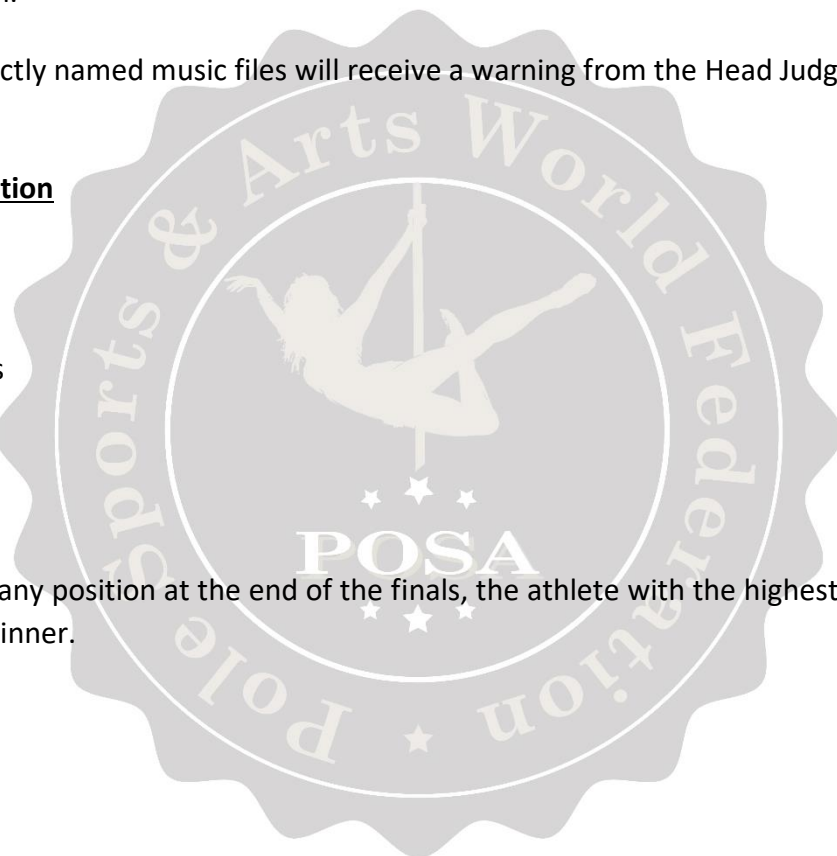 ctly named music files will receive a warning from the Head Judg
tion
s
any position at the end of the finals, the athlete with the highest
inner.
Pole Sports & Arts World Federation
POSA